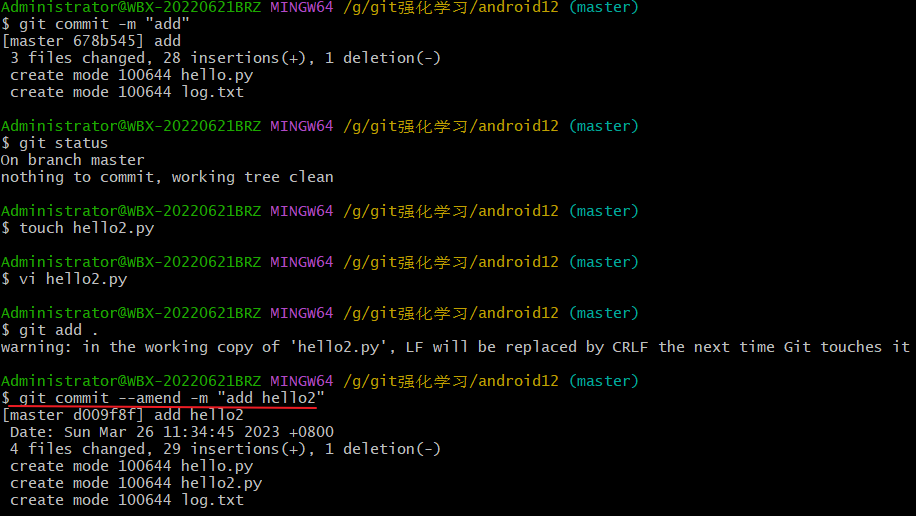 Administrator@WBX-20220621BRZ MINGW64 /g/git强化学习/android12 (master)
$ git commit -m "add"
[master 678b545] add
 3 files changed, 28 insertions(+), 1 deletion(-)
 create mode 100644 hello.py
 create mode 100644 log.txt
Administrator@WBX-20220621BRZ MINGW64 /g/git强化学习/android12 (master)
$ git status
On branch master
nothing to commit, working tree clean
Administrator@WBX-20220621BRZ MINGW64 /g/git强化学习/android12 (master)
$ touch hello2.py
Administrator@WBX-20220621BRZ MINGW64 /g/git强化学习/android12 (master)
$ vi hello2.py
Administrator@WBX-20220621BRZ MINGW64 /g/git强化学习/android12 (master)
$ git add .
warning: in the working copy of 'hello2.py', LF will be replaced by CRLF the next time Git touches it
Administrator@WBX-20220621BRZ MINGW64 /g/git强化学习/android12 (master)
$ git commit --amend -m "add hello2"
[master d009f8f] add hello2
 Date: Sun Mar 26 11:34:45 2023 +0800
 4 files changed, 29 insertions(+), 1 deletion(-)
 create mode 100644 hello.py
 create mode 100644 hello2.py
 create mode 100644 log.txt